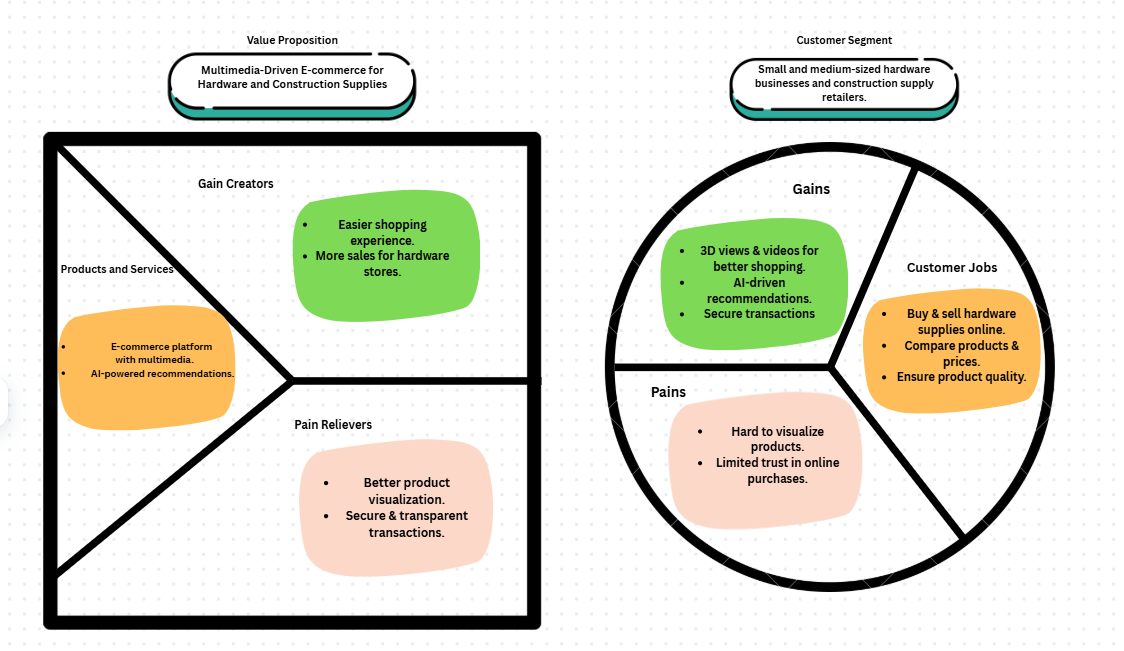 Value Proposition
Multimedia-Driven E-commerce for
Hardware and Construction Supplies
Gain Creators
• Easier shopping
experience.
• More sales for hardware
stores.
Products and Services
• E-commerce platform
with multimedia.
• AI-powered recommendations.
Pain Relievers
• Better product
visualization.
• Secure & transparent
transactions.
Customer Segment
Small and medium-sized hardware
businesses and construction supply
retailers.
Gains
• 3D views & videos for
better shopping.
• AI-driven
recommendations.
• Secure transactions
Customer Jobs
• Buy & sell hardware
supplies online.
• Compare products &
prices.
• Ensure product quality.
Pains
• Hard to visualize
products.
• Limited trust in online
purchases.